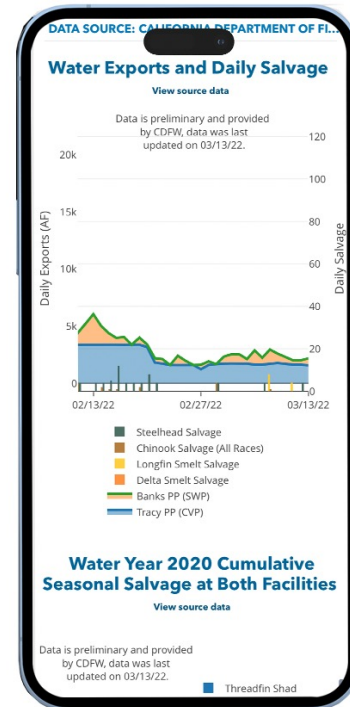 DATA SOURCE: CALIFORNIA DEPARTMENT OF FI...
Water Exports and Daily Salvage
View source data
Data is preliminary and provided
by CDFW, data was last
updated on 03/13/22.
Daily Exports (AF)
20k
15k
10k
5k
0
120
100
80
60
40
20
0
Daily Salvage
02/13/22 02/27/22 03/13/22
Steelhead Salvage
Chinook Salvage (All Races)
Longfin Smelt Salvage
Delta Smelt Salvage
Banks PP (SWP)
Tracy PP (CVP)
Water Year 2020 Cumulative
Seasonal Salvage at Both Facilities
View source data
Data is preliminary and provided
by CDFW, data was last
updated on 03/13/22.
Threadfin Shad